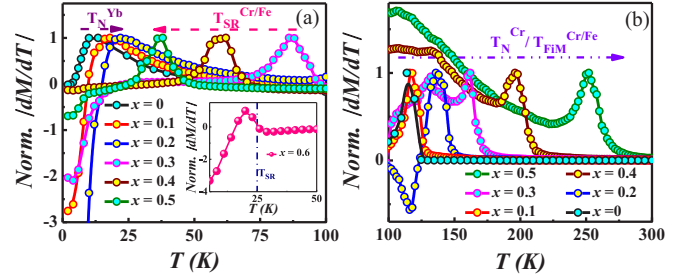 (a)
T_N^Yb
T_SR^Cr/Fe
Norm. |dM/dT|
1
0
-1
-2
-3
x = 0
x = 0.1
x = 0.2
x = 0.3
x = 0.4
x = 0.5
Norm. |dM/dT|
1
0
-4
x = 0.6
T_SR
0 25 50
T (K)
0 25 50 75 100
T (K)
(b)
T_N^Cr / T_FiM^Cr/Fe
Norm. |dM/dT|
1
0
x = 0.5 x = 0.4
x = 0.3 x = 0.2
x = 0.1 x=0
100 150 200 250 300
T (K)